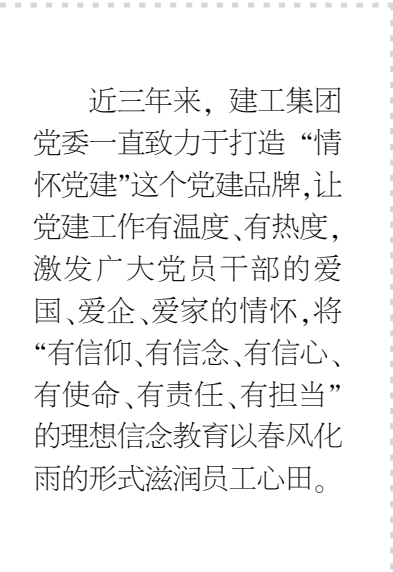 近三年来，建工集团
党委一直致力于打造“情
怀党建”这个党建品牌,让
党建工作有温度、有热度,
激发广大党员干部的爱
国、爱企、爱家的情怀,将
“有信仰、有信念、有信心、
有使命、有责任、有担当”
的理想信念教育以春风化
雨的形式滋润员工心田。